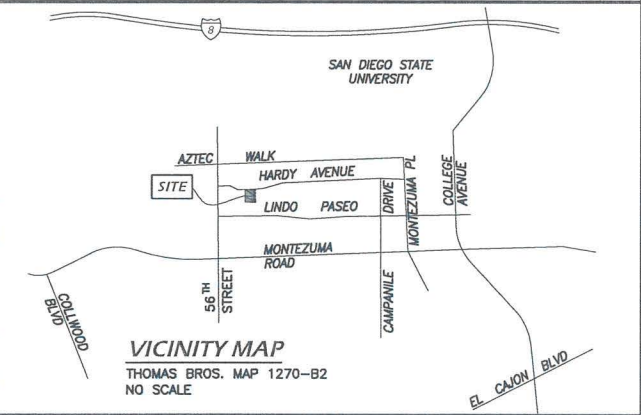 8
SAN DIEGO STATE
UNIVERSITY
AZTEC WALK
HARDY AVENUE
SITE
LINDO PASEO
DRIVE
CAMPANILE
MONTEZUMA PL
COLLEGE
AVENUE
MONTEZUMA
ROAD
56TH
STREET
COLLWOOD
BLVD
EL CAJON BLVD
VICINITY MAP
THOMAS BROS. MAP 1270-B2
NO SCALE